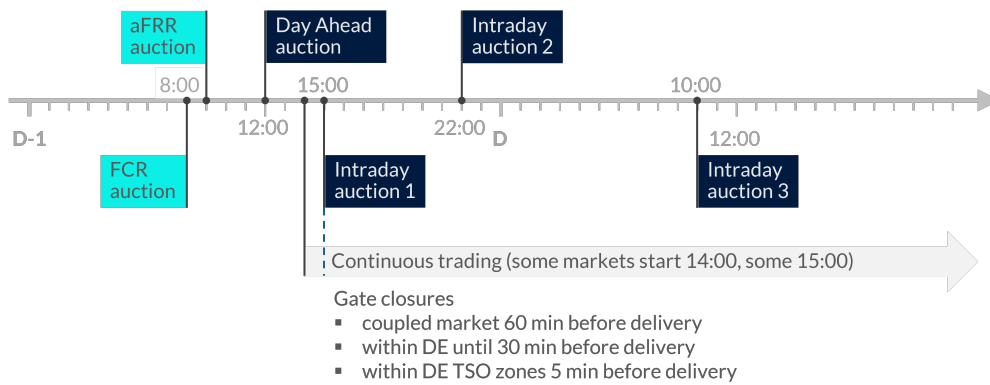 aFRR
auction
Day Ahead
auction
Intraday
auction 2
8:00
15:00
10:00
D-1
12:00
22:00
D
12:00
FCR
auction
Intraday
auction 1
Intraday
auction 3
Continuous trading (some markets start 14:00, some 15:00)
Gate closures
▪ coupled market 60 min before delivery
▪ within DE until 30 min before delivery
▪ within DE TSO zones 5 min before delivery